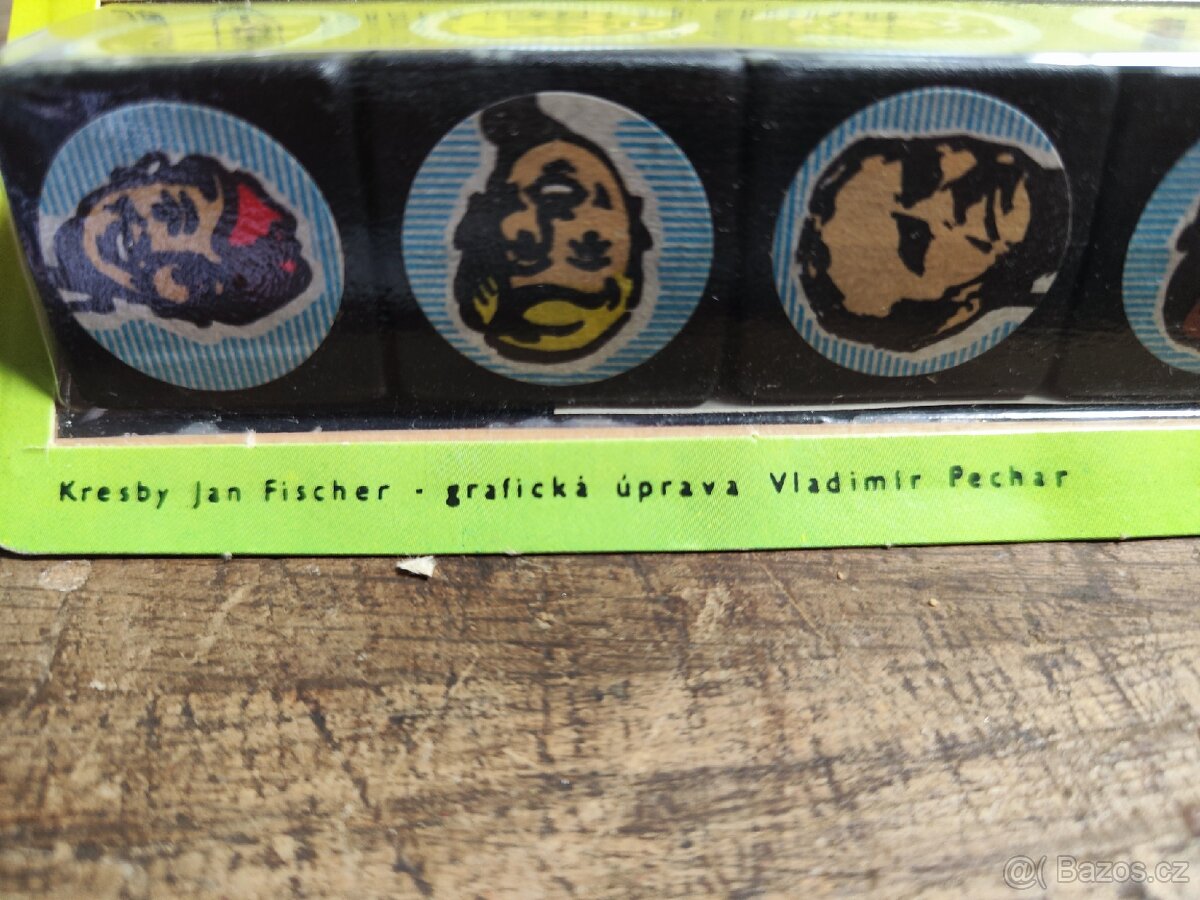 Kresby Jan Fischer - grafická úprava Vladimír Pechar
@( Bazos.cz